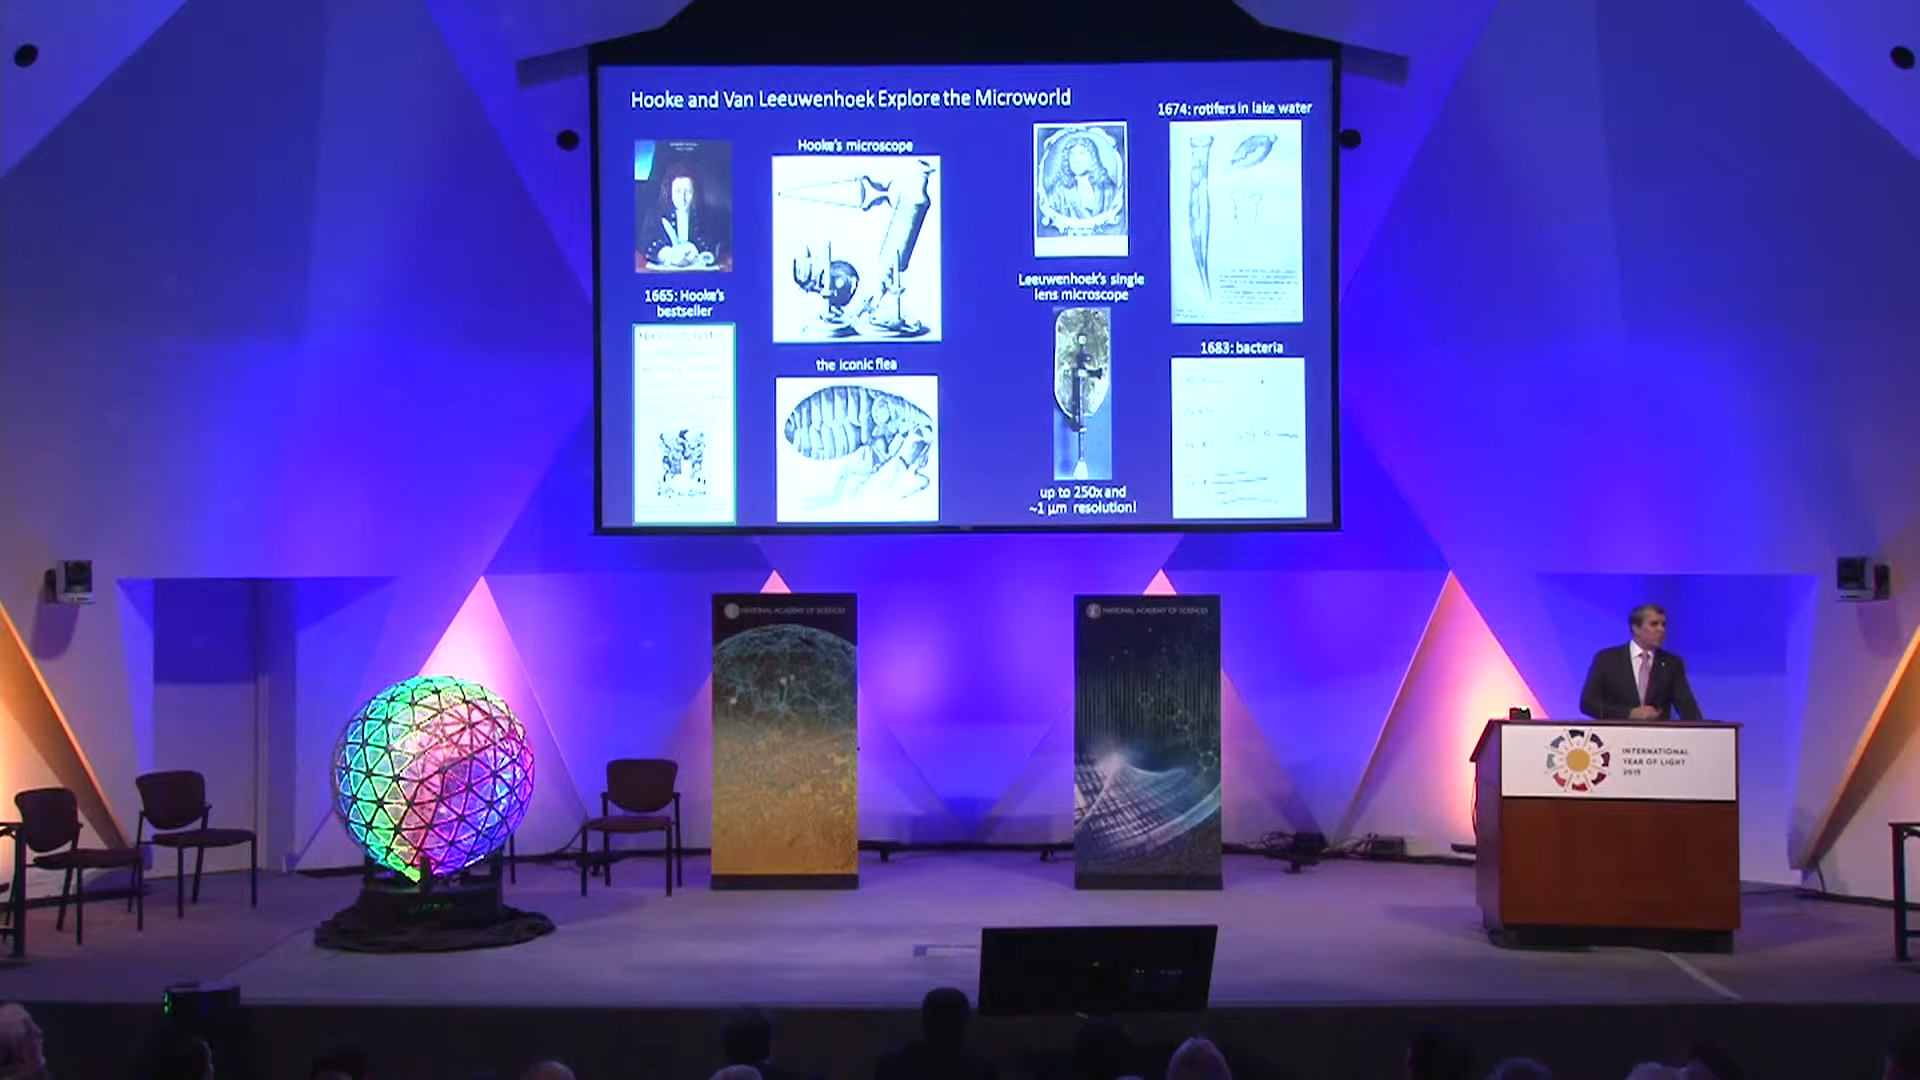 Hooke and Van Leeuwenhoek Explore the Microworld
Hooke's microscope
1665: Hooke's
bestseller
the iconic flea
Leeuwenhoek's single
lens microscope
up to 250x and
~1 µm resolution!
1674: rotifers in lake water
1683: bacteria
NATIONAL ACADEMY OF SCIENCES
NATIONAL ACADEMY OF SCIENCES
INTERNATIONAL
YEAR OF LIGHT
2015